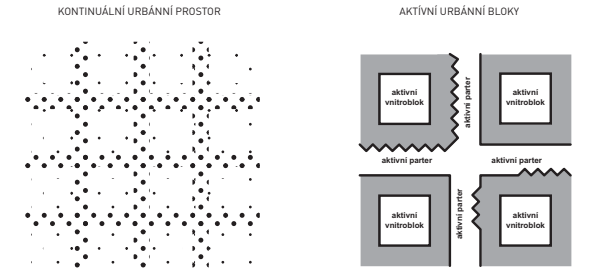 KONTINUÁLNÍ URBÁNNÍ PROSTOR
AKTÍVNÍ URBÁNNÍ BLOKY
aktivní
vnitroblok
aktivní parter
aktivní
vnitroblok
aktivní parter
aktivní parter
aktivní
vnitroblok
aktivní parter
aktivní
vnitroblok